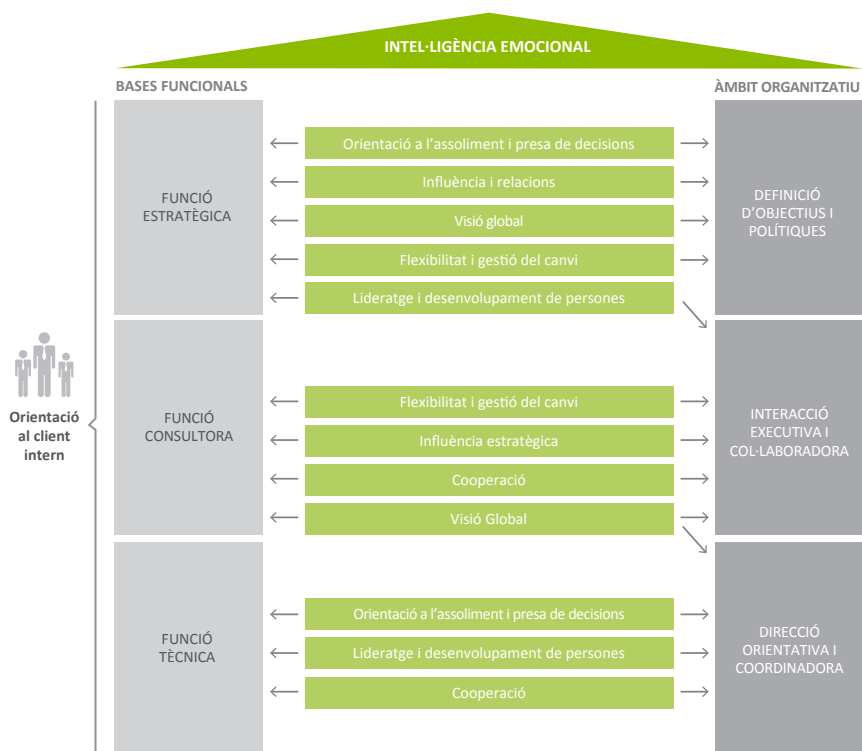 INTEL·LIGÈNCIA EMOCIONAL
BASES FUNCIONALS
ÀMBIT ORGANITZATIU
Orientació
al client
intern
FUNCIÓ
ESTRATÈGICA
Orientació a l'assoliment i presa de decisions
Influència i relacions
Visió global
Flexibilitat i gestió del canvi
Lideratge i desenvolupament de persones
DEFINICIÓ
D'OBJECTIUS I
POLÍTIQUES
FUNCIÓ
CONSULTORA
Flexibilitat i gestió del canvi
Influència estratègica
Cooperació
Visió Global
INTERACCIÓ
EXECUTIVA I
COL·LABORADORA
FUNCIÓ
TÈCNICA
Orientació a l'assoliment i presa de decisions
Lideratge i desenvolupament de persones
Cooperació
DIRECCIÓ
ORIENTATIVA I
COORDINADORA